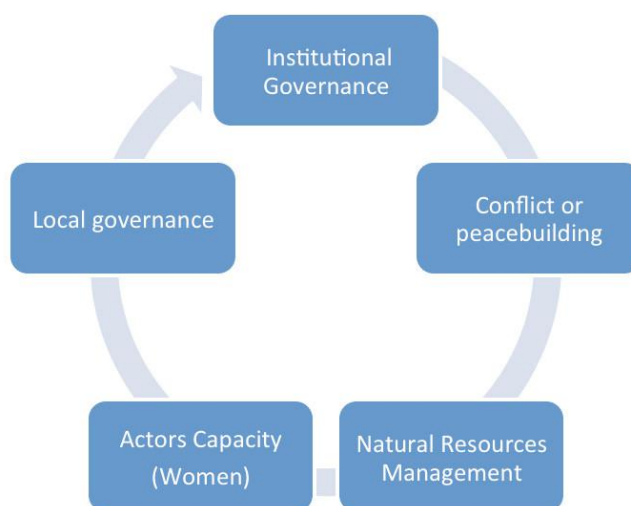 Institutional
Governance
Conflict or
peacebuilding
Natural Resources
Management
Actors Capacity
(Women)
Local governance